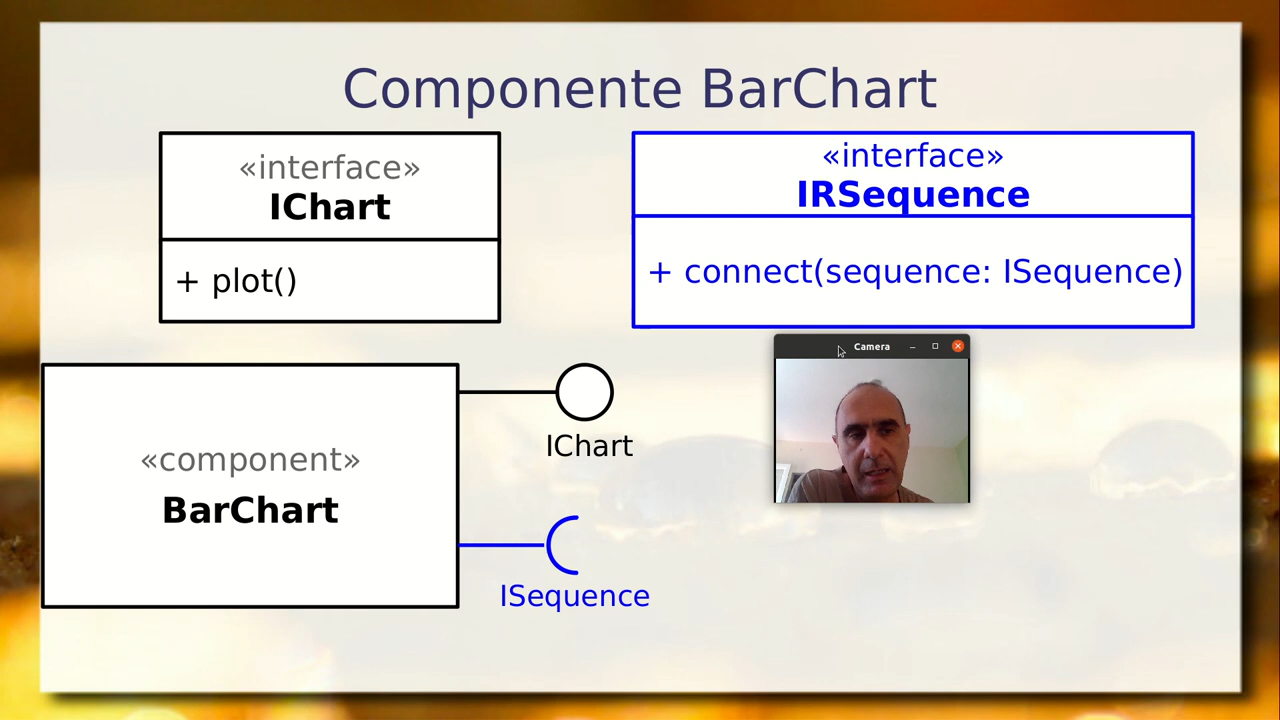 Componente BarChart
«interface»
IChart
+ plot()
«interface»
IRSequence
+ connect(sequence: ISequence)
Camera
«component»
BarChart
IChart
ISequence